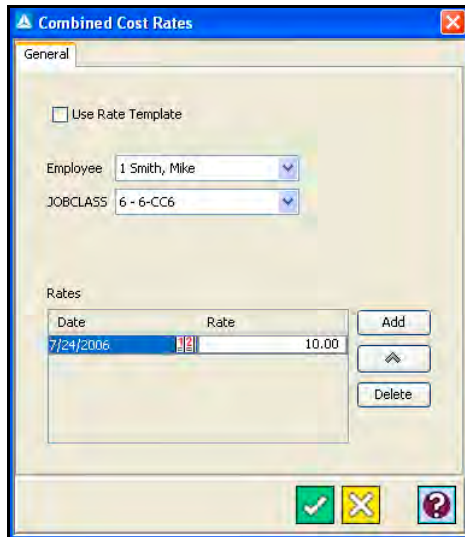 Combined Cost Rates
General
Use Rate Template
Employee 1 Smith, Mike
JOBCLASS 6 - 6-CC6
Rates
Date Rate
7/24/2006 12 10.00
Add
Delete
?